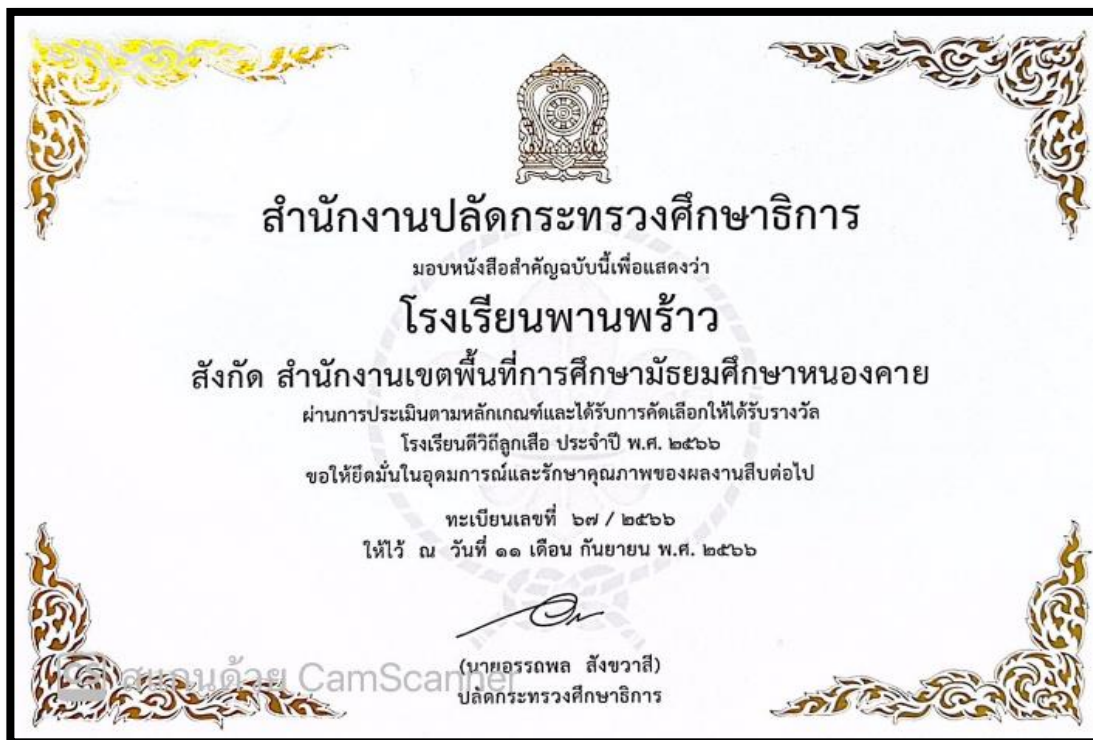 สำนักงานปลัดกระทรวงศึกษาธิการ
มอบหนังสือสำคัญฉบับนี้เพื่อแสดงว่า
โรงเรียนพานพร้าว
สังกัด สำนักงานเขตพื้นที่การศึกษามัธยมศึกษาหนองคาย
ผ่านการประเมินตามหลักเกณฑ์และได้รับการคัดเลือกให้ได้รับรางวัล
โรงเรียนดีวิถีลูกเสือ ประจำปี พ.ศ. ๒๕๖๖
ขอให้ยึดมั่นในอุดมการณ์และรักษาคุณภาพของผลงานสืบต่อไป
ทะเบียนเลขที่ ๖๗ / ๒๕๖๖
ให้ไว้ ณ วันที่ ๑๑ เดือน กันยายน พ.ศ. ๒๕๖๖
(นายอรรถพล สังขวาสี)
ปลัดกระทรวงศึกษาธิการ
สแกนด้วย CamScanner